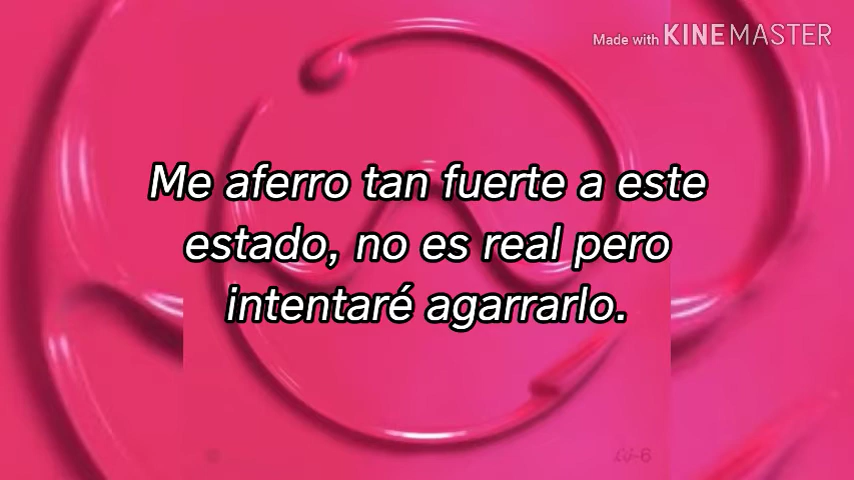 Made with KINEMASTER
Me aferro tan fuerte a este
estado, no es real pero
intentaré agarrarlo.